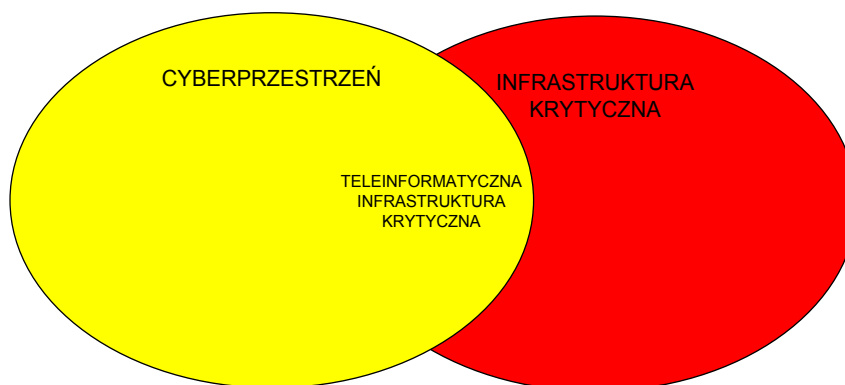 CYBERPRZESTRZEŃ
INFRASTRUKTURA
KRYTYCZNA
TELEINFORMATYCZNA
INFRASTRUKTURA
KRYTYCZNA